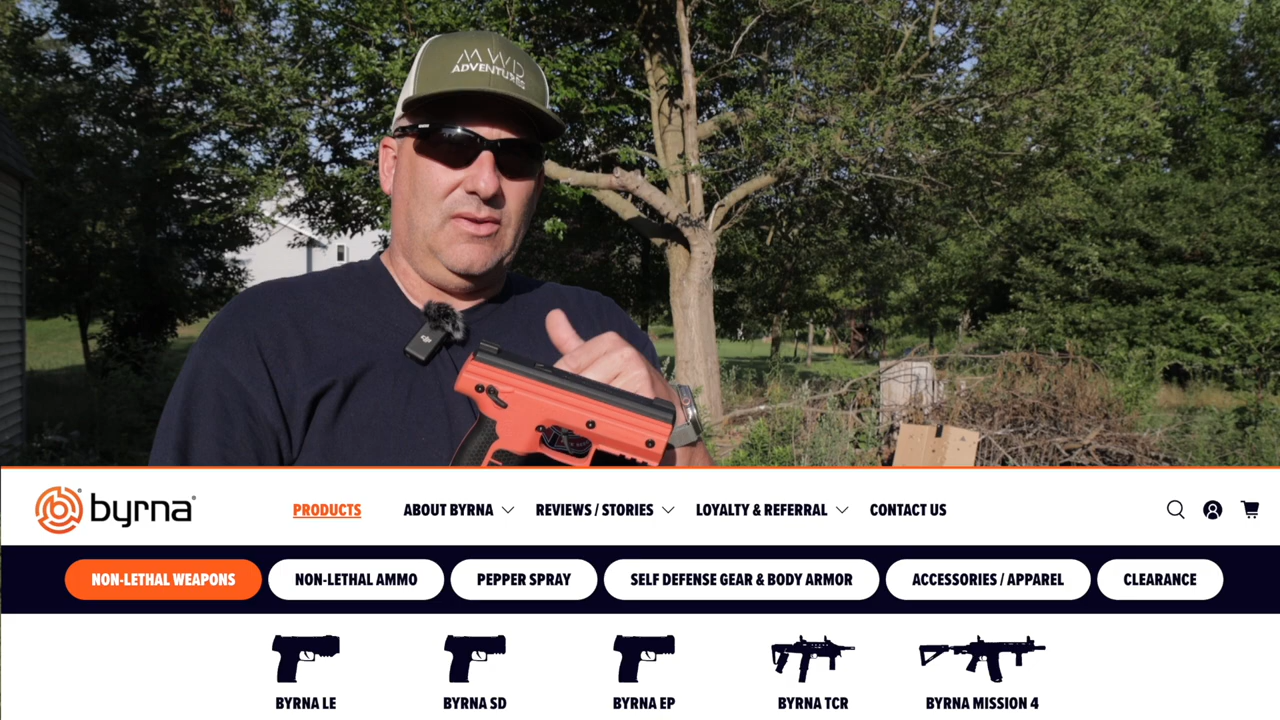 MWD
ADVENTURES
dji
byrna®
PRODUCTS
ABOUT BYRNA
REVIEWS / STORIES
LOYALTY & REFERRAL
CONTACT US
NON-LETHAL WEAPONS
NON-LETHAL AMMO
PEPPER SPRAY
SELF DEFENSE GEAR & BODY ARMOR
ACCESSORIES / APPAREL
CLEARANCE
BYRNA LE
BYRNA SD
BYRNA EP
BYRNA TCR
BYRNA MISSION 4